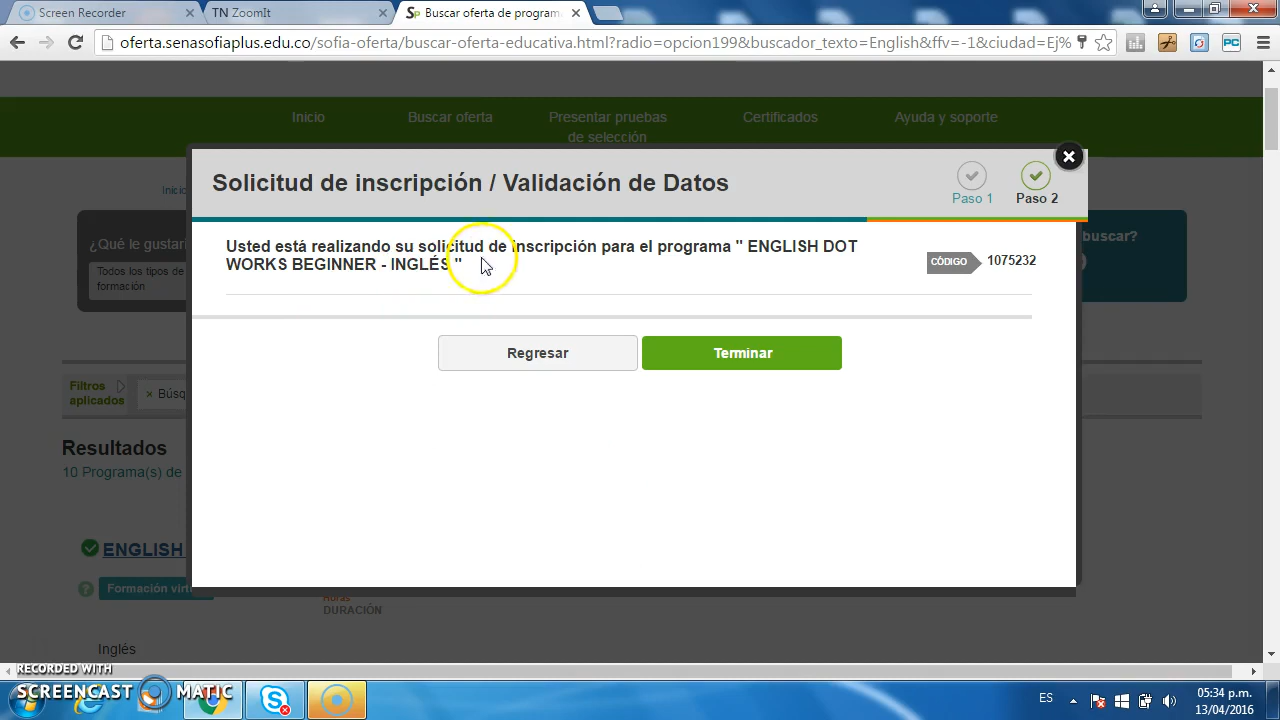 Screen Recorder
TN ZoomIt
Buscar oferta de program
oferta.senasofiaplus.edu.co/sofia-oferta/buscar-oferta-educativa.html?radio=opcion199&buscador_texto=English&ffv=-1&ciudad=Ej%
PC
Inicio
Buscar oferta
Presentar pruebas
de selección
Certificados
Ayuda y soporte
Inicio
Solicitud de inscripción / Validación de Datos
Paso 1
Paso 2
¿Qué le gustar
buscar?
Todos los tipos de
formación
Usted está realizando su solicitud de inscripción para el programa " ENGLISH DOT
WORKS BEGINNER - INGLÉS "
CÓDIGO
1075232
Regresar
Terminar
Filtros
aplicados
× Búsq
Resultados
10 Programa(s) de
ENGLISH
Formación virt
Horas
DURACIÓN
Inglés
RECORDED WITH
SCREENCAST MATIC
ES
05:34 p.m.
13/04/2016